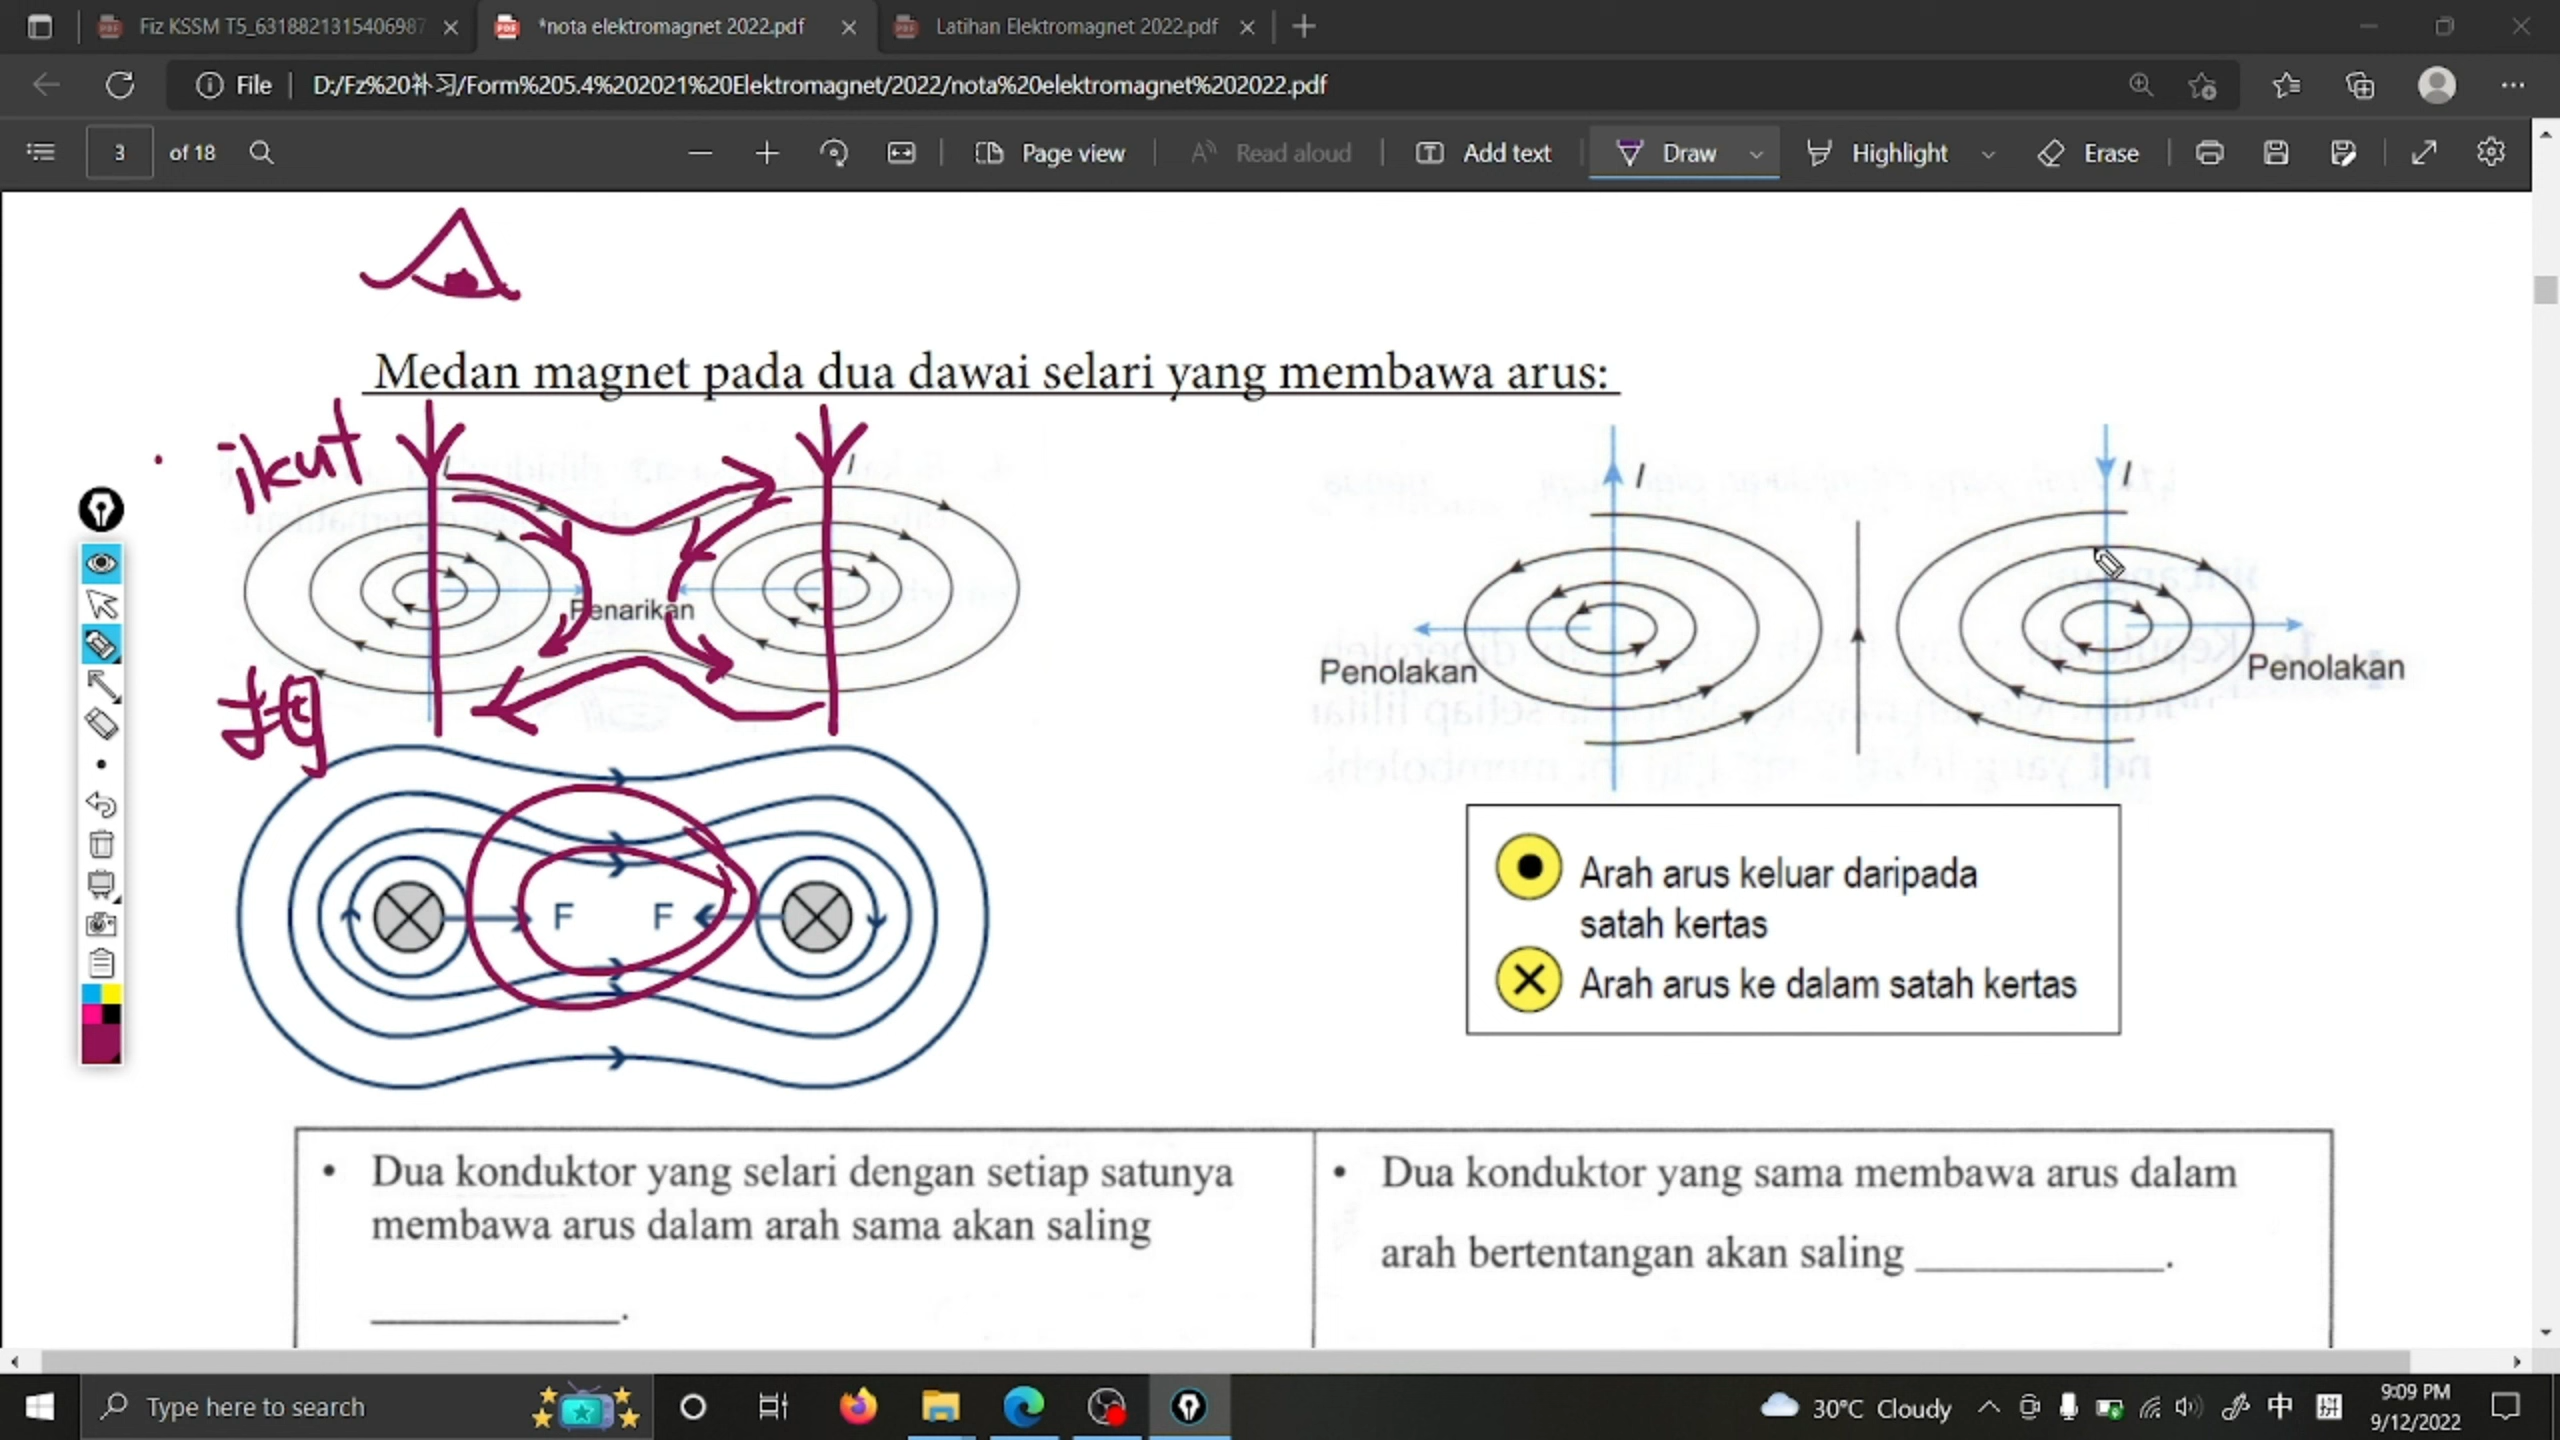 Fiz KSSM T5_63188213154069​87
*nota elektromagnet 2022.pdf
Latihan Elektromagnet 2022.pdf
File
D:/Fz%20补习/Form%205.4%202021%20Elektromagnet/2022/nota%20elektromagnet%202022.pdf
3 of 18
Page view
Read aloud
Add text
Draw
Highlight
Erase
Medan magnet pada dua dawai selari yang membawa arus:
ikut
I
I
I
Penarikan
Penolakan
Penolakan
F F
Arah arus keluar daripada
satah kertas
Arah arus ke dalam satah kertas
• Dua konduktor yang selari dengan setiap satunya
membawa arus dalam arah sama akan saling
____________.
• Dua konduktor yang sama membawa arus dalam
arah bertentangan akan saling ____________.
Type here to search
30°C Cloudy
中
拼
9:09 PM
9/12/2022